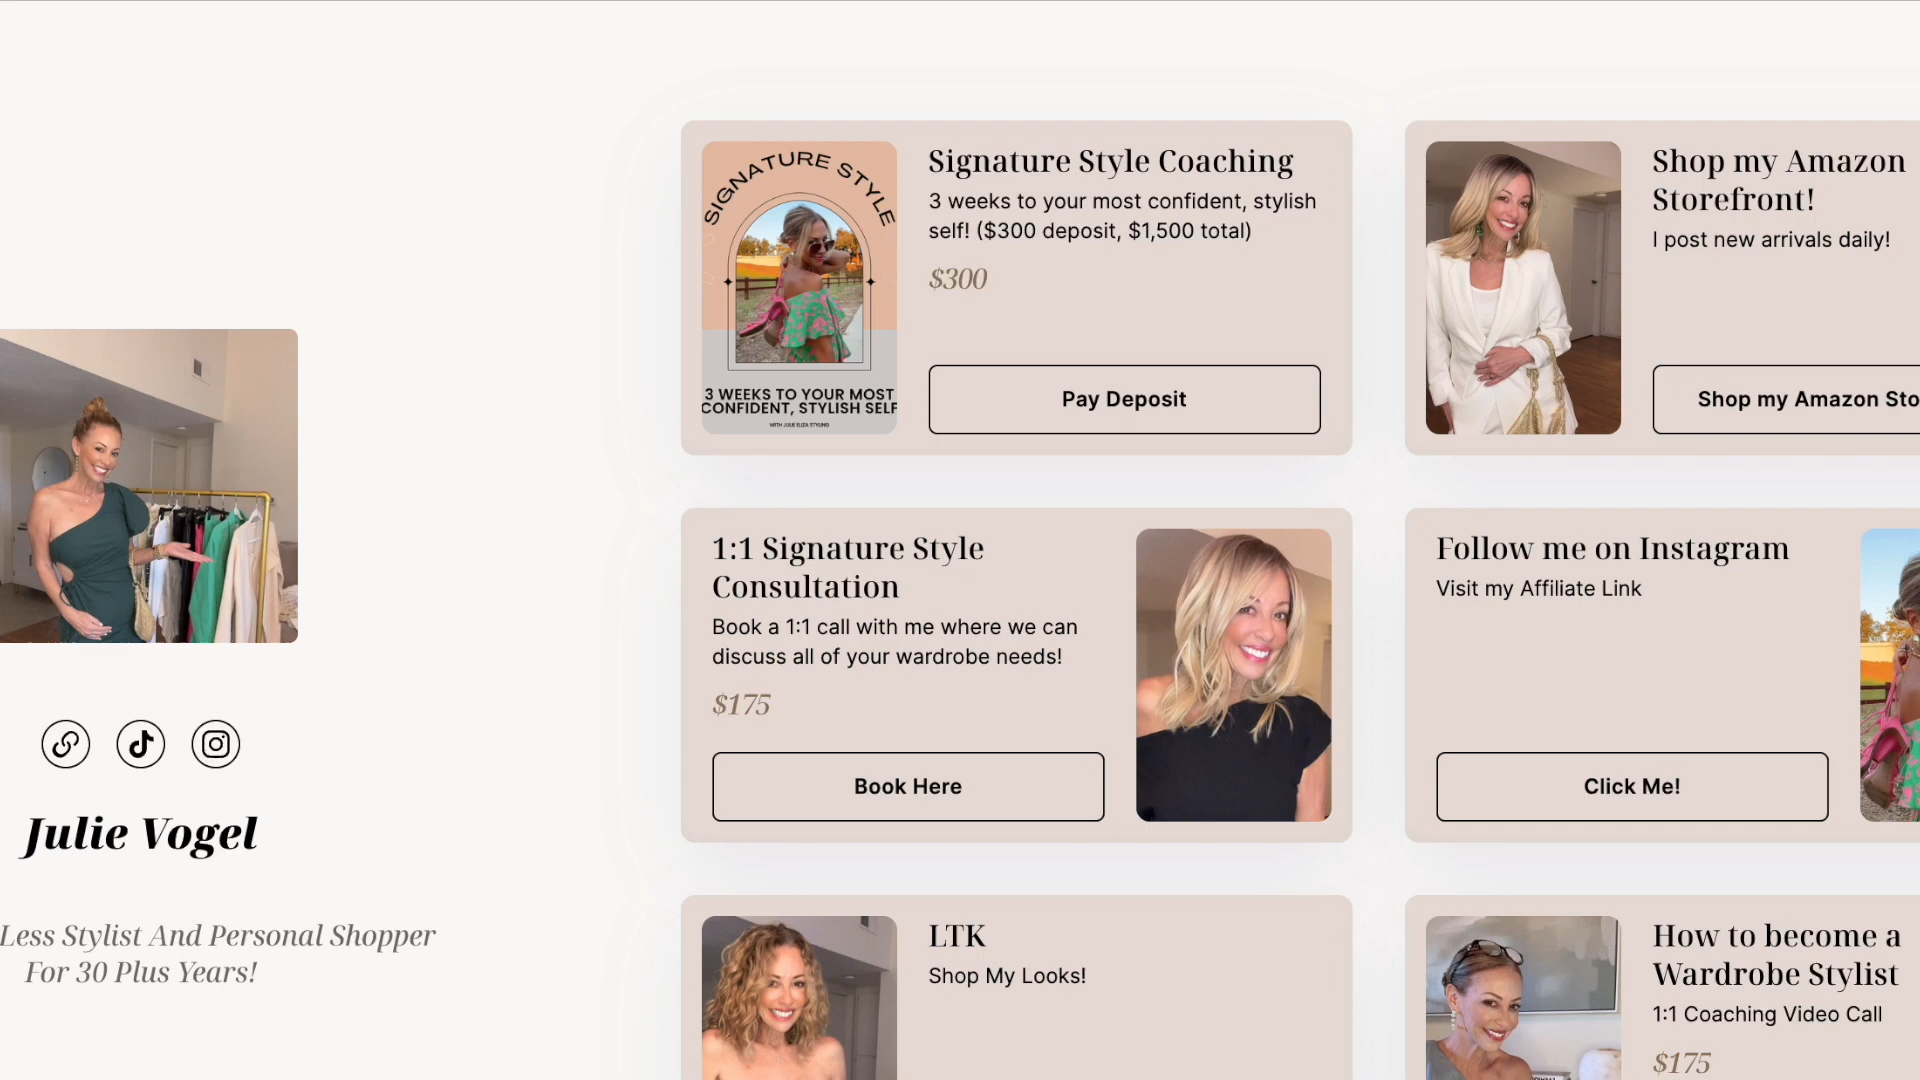 Julie Vogel
Less Stylist And Personal Shopper
For 30 Plus Years!
SIGNATURE STYLE
3 WEEKS TO YOUR MOST
CONFIDENT, STYLISH SELF
WITH JULIE ELIZA STYLING
Signature Style Coaching
3 weeks to your most confident, stylish
self! ($300 deposit, $1,500 total)
$300
Pay Deposit
Shop my Amazon
Storefront!
I post new arrivals daily!
Shop my Amazon Sto
1:1 Signature Style
Consultation
Book a 1:1 call with me where we can
discuss all of your wardrobe needs!
$175
Book Here
Follow me on Instagram
Visit my Affiliate Link
Click Me!
LTK
Shop My Looks!
How to become a
Wardrobe Stylist
1:1 Coaching Video Call
$175